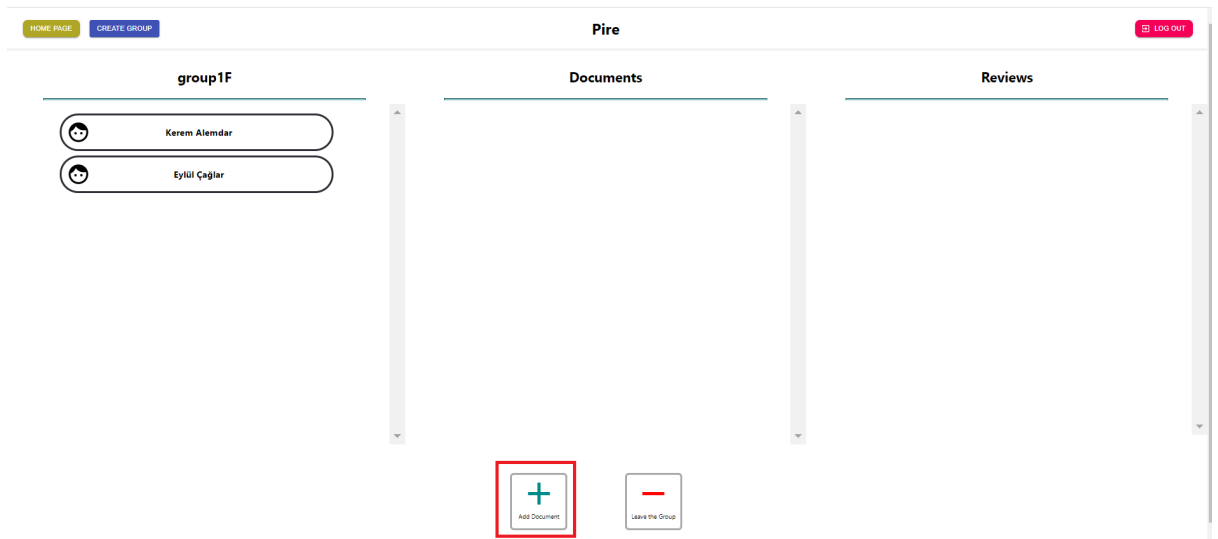 HOME PAGE
CREATE GROUP
Pire
LOG OUT
group1F
Documents
Reviews
Kerem Alemdar
Eylül Çağlar
Add Document
Leave the Group